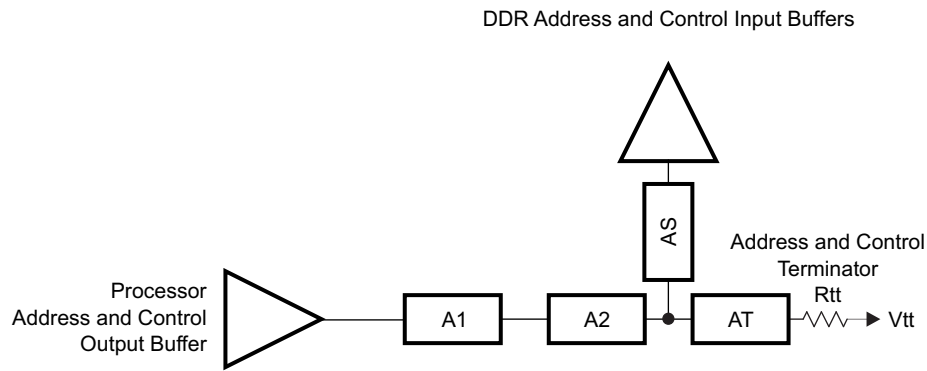 DDR Address and Control Input Buffers
AS
Address and Control
Terminator
Rtt
Processor
Address and Control
Output Buffer
A1
A2
AT
Vtt